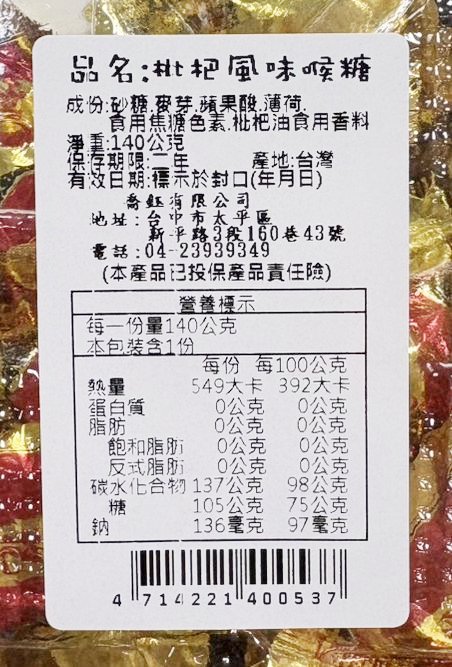 品名:枇杷風味喉糖
成份:砂糖.麥芽.蘋果酸.薄荷.
食用焦糖色素.枇杷油食用香料
淨重:140公克
保存期限:二年 產地:台灣
有效日期:標示於封口(年月日)
喬鈺有限公司
地址:台中市太平區
新平路3段160巷43號
電話:04-23939349
(本產品已投保產品責任險)
營養標示
每一份量140公克
本包裝含1份
每份 每100公克
熱量 549大卡 392大卡
蛋白質 0公克 0公克
脂肪 0公克 0公克
飽和脂肪 0公克 0公克
反式脂肪 0公克 0公克
碳水化合物 137公克 98公克
糖 105公克 75公克
鈉 136毫克 97毫克
4 714221 400537